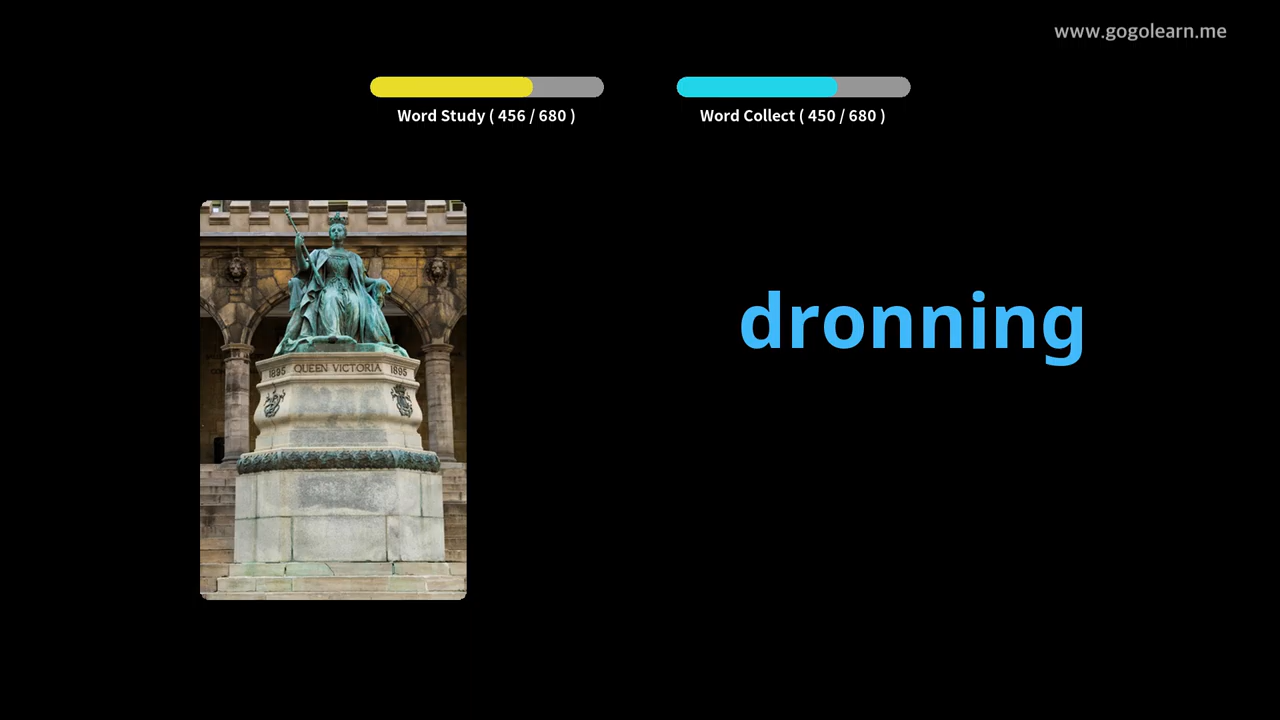 www.gogolearn.me
Word Study ( 456 / 680 )
Word Collect ( 450 / 680 )
1895 QUEEN VICTORIA 1895
dronning